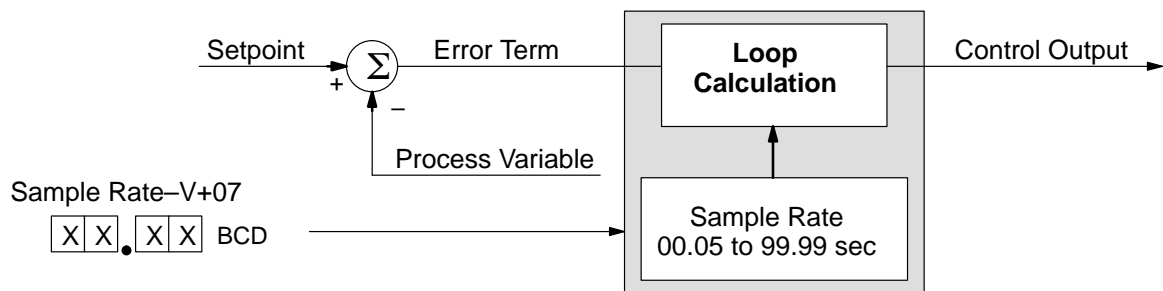 Setpoint
+
Σ
−
Error Term
Loop
Calculation
Control Output
Process Variable
Sample Rate–V+07
X X . X X BCD
Sample Rate
00.05 to 99.99 sec